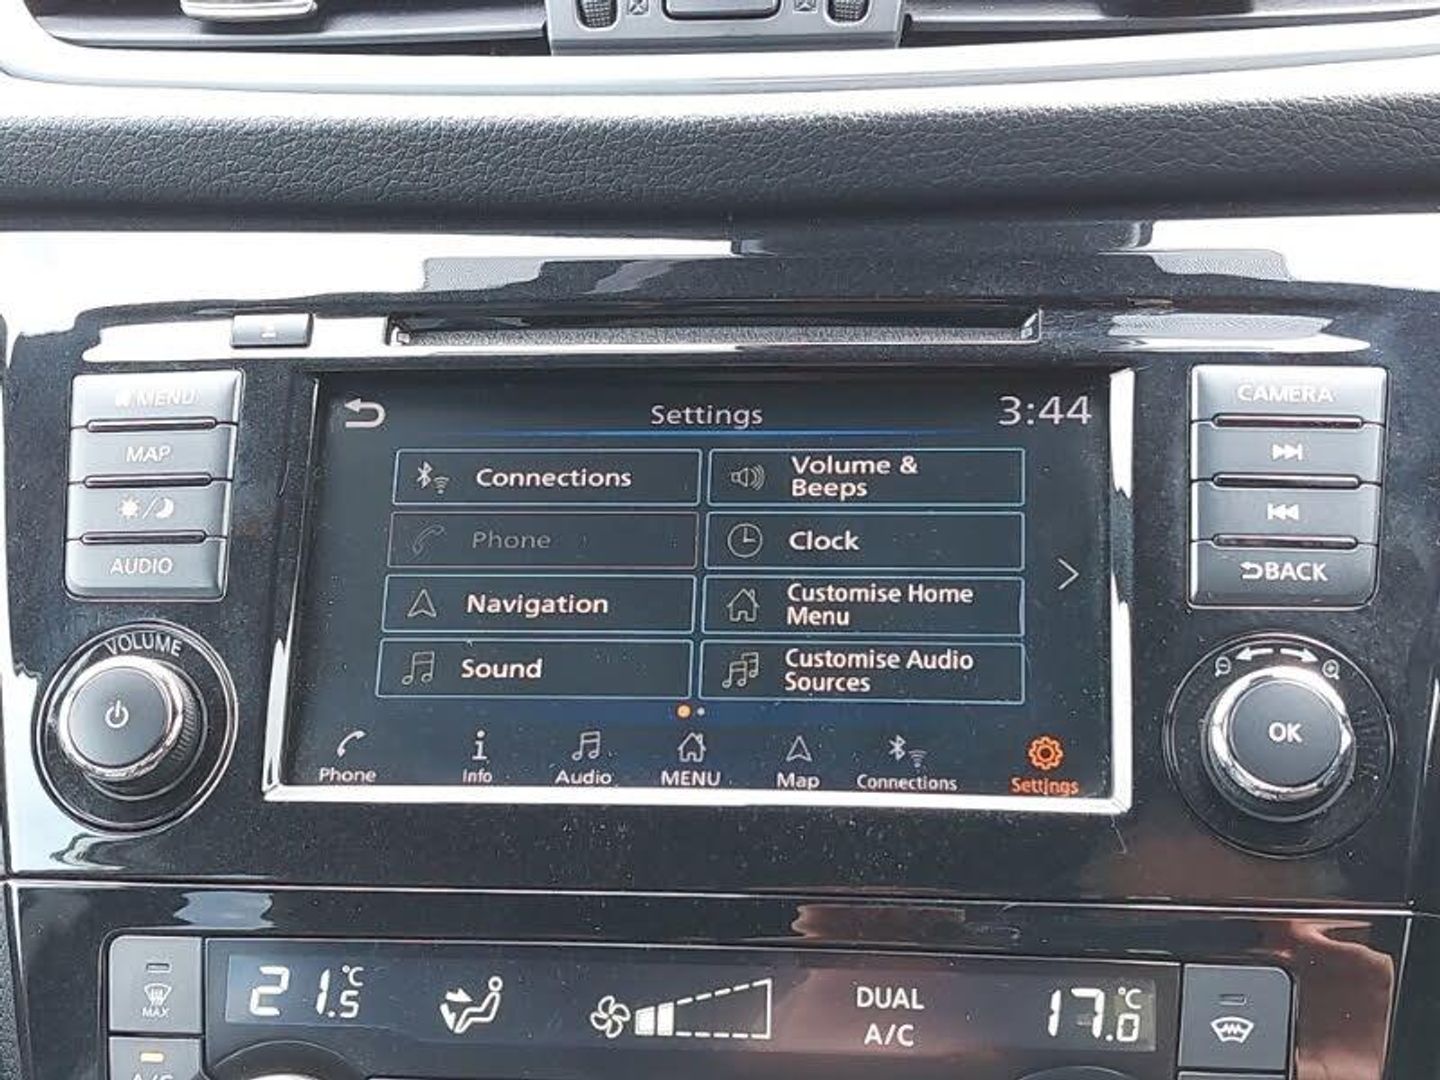 MENU
MAP
AUDIO
VOLUME
Settings
3:44
Connections
Volume &
Beeps
Phone
Clock
Navigation
Customise Home
Menu
Sound
Customise Audio
Sources
Phone
Info
Audio
MENU
Map
Connections
Settings
CAMERA
BACK
OK
MAX
A/C
21.5°C
DUAL
A/C
17.0°C